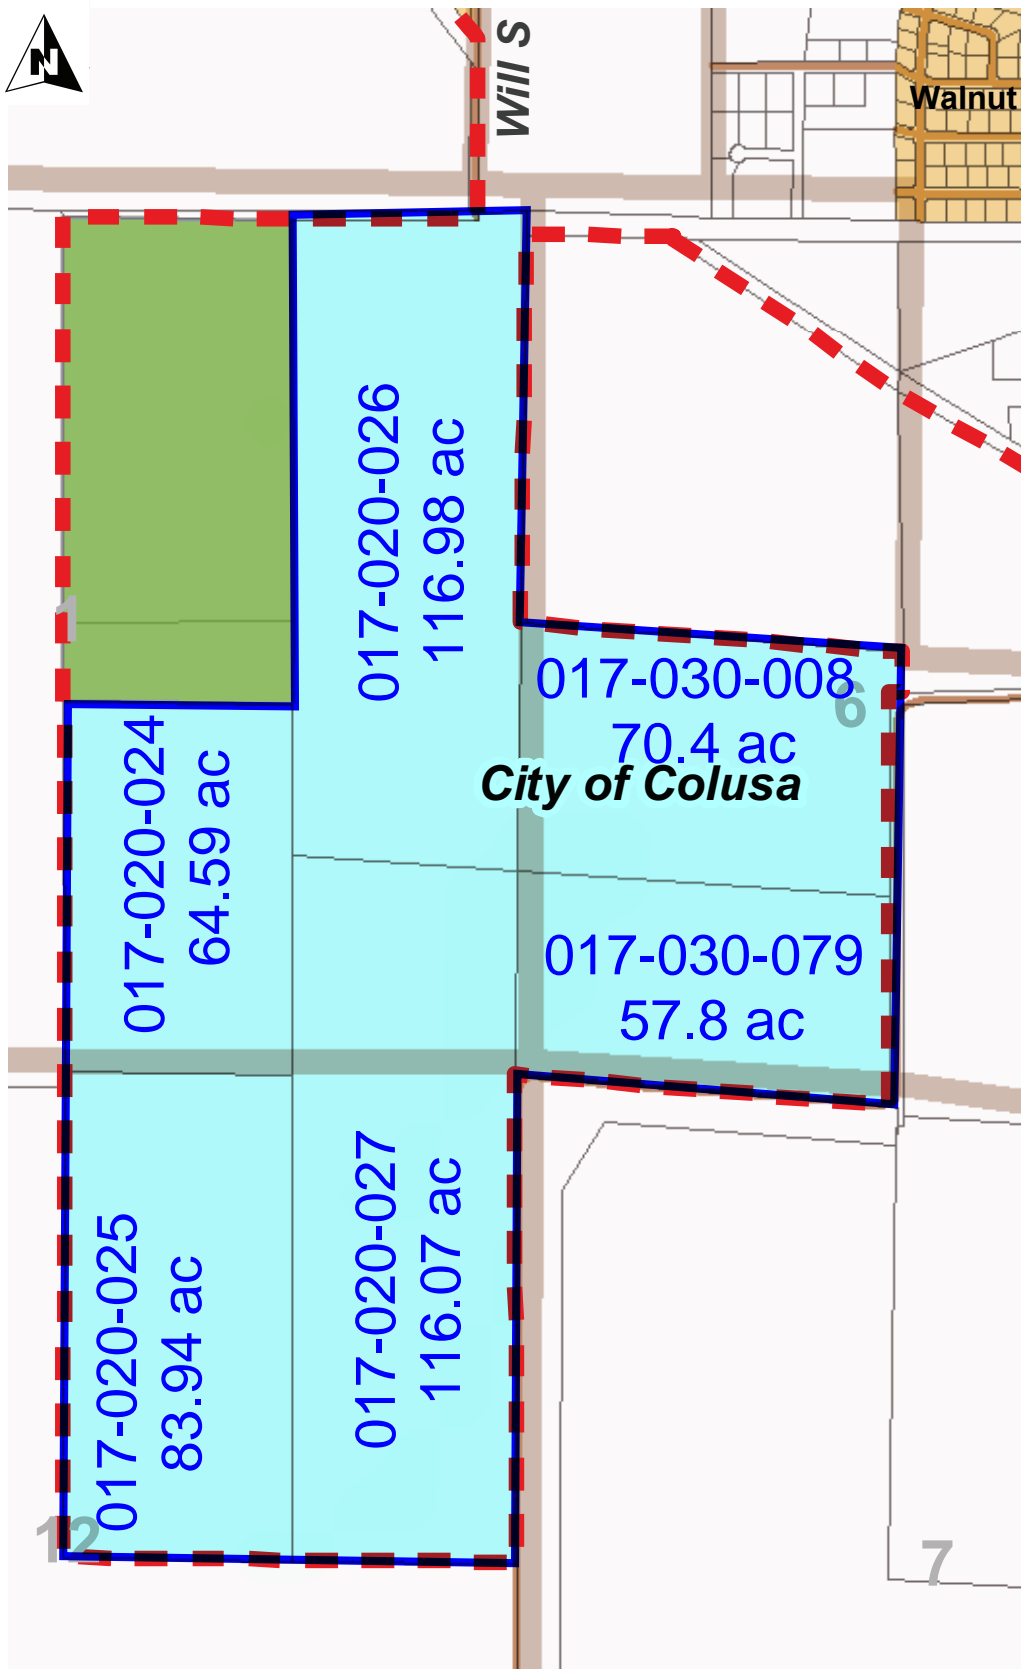 N
Will S
Walnut
1
017-020-026
116.98 ac
017-030-008
70.4 ac
6
City of Colusa
017-020-024
64.59 ac
017-030-079
57.8 ac
017-020-027
116.07 ac
017-020-025
83.94 ac
12
7